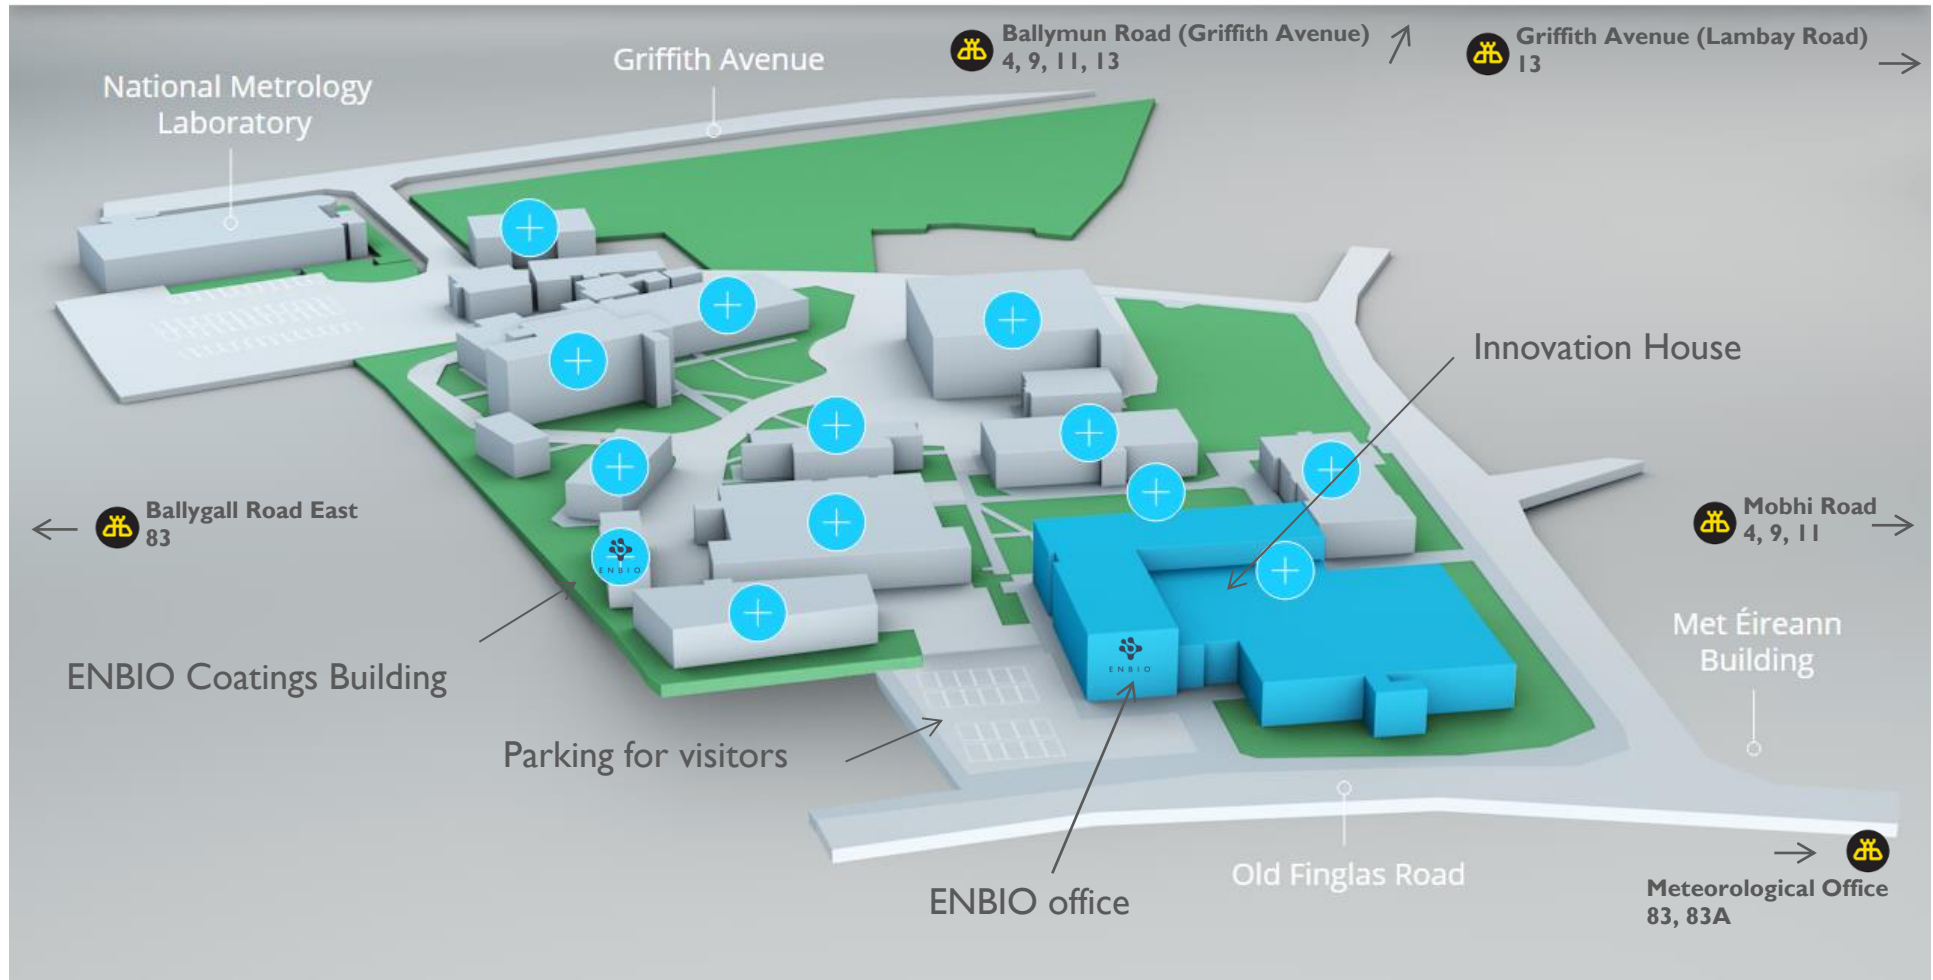 Ballymun Road (Griffith Avenue)
4, 9, 11, 13
Griffith Avenue (Lambay Road)
13
Griffith Avenue
National Metrology
Laboratory
Innovation House
Ballygall Road East
83
Mobhi Road
4, 9, 11
ENBIO
Met Éireann
Building
ENBIO
ENBIO Coatings Building
Parking for visitors
Old Finglas Road
ENBIO office
Meteorological Office
83, 83A